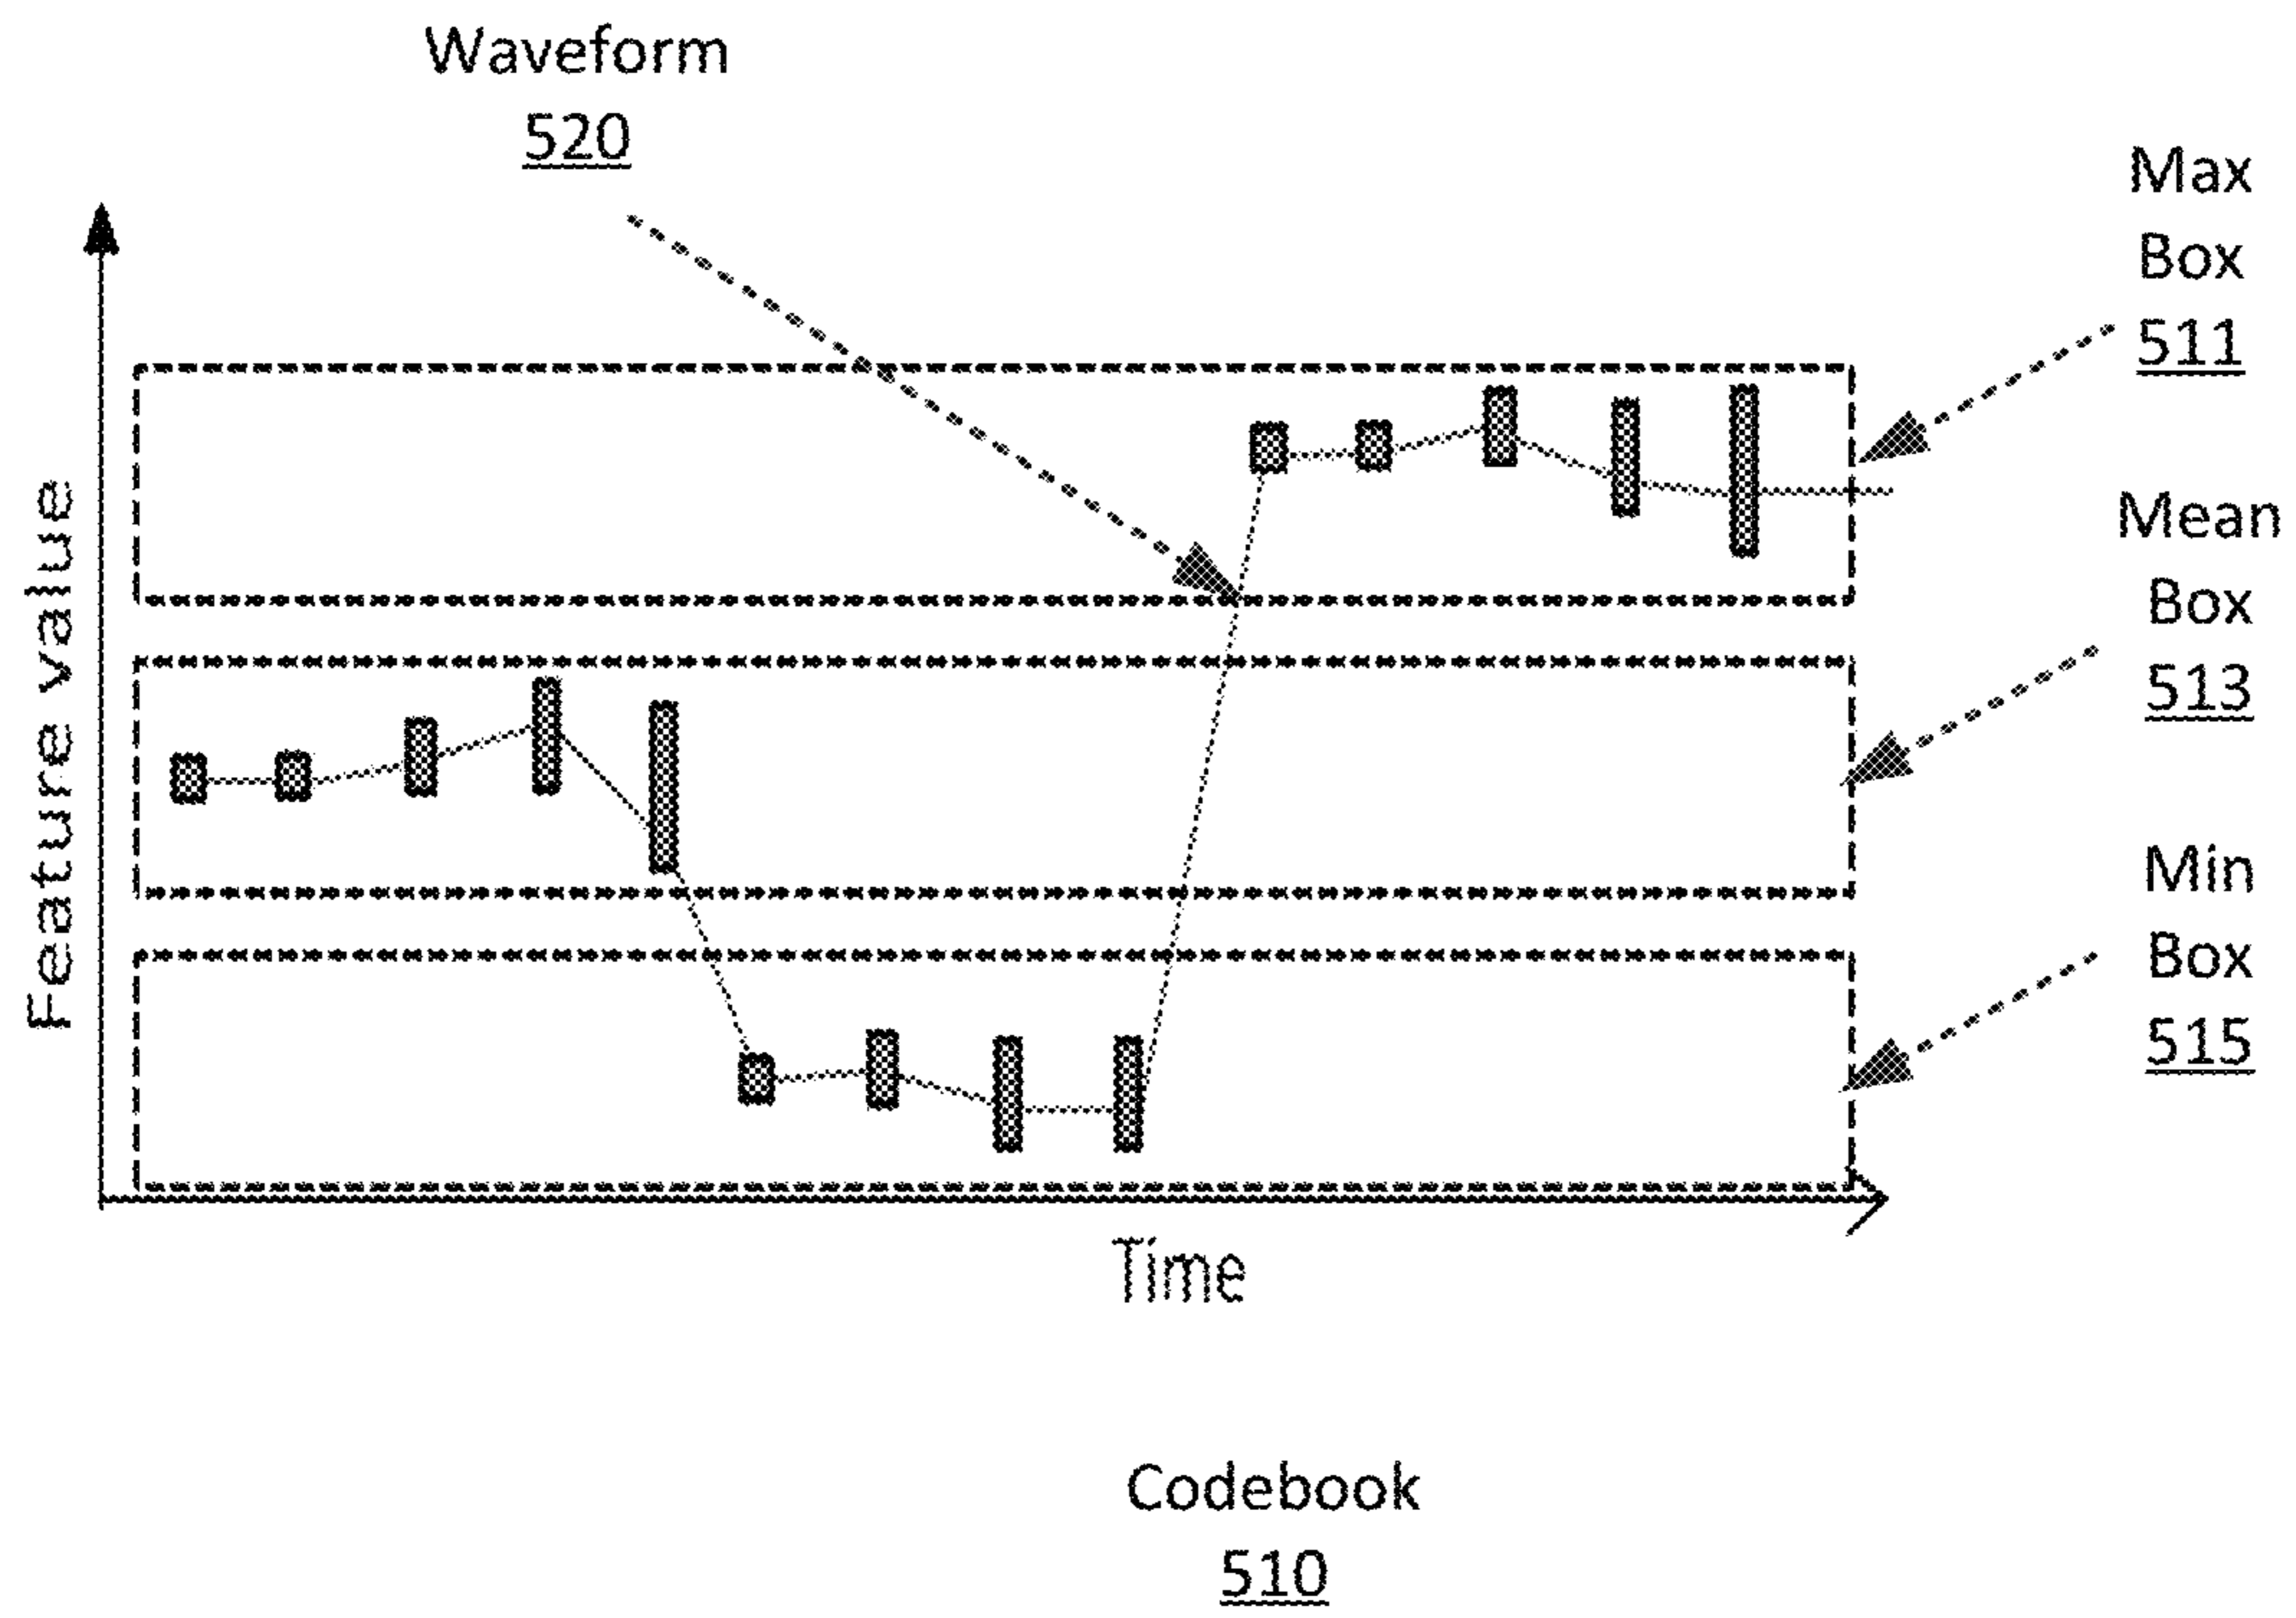 Waveform
520
Max
Box
511
Mean
Box
513
Min
Box
515
Feature value
Time
Codebook
510